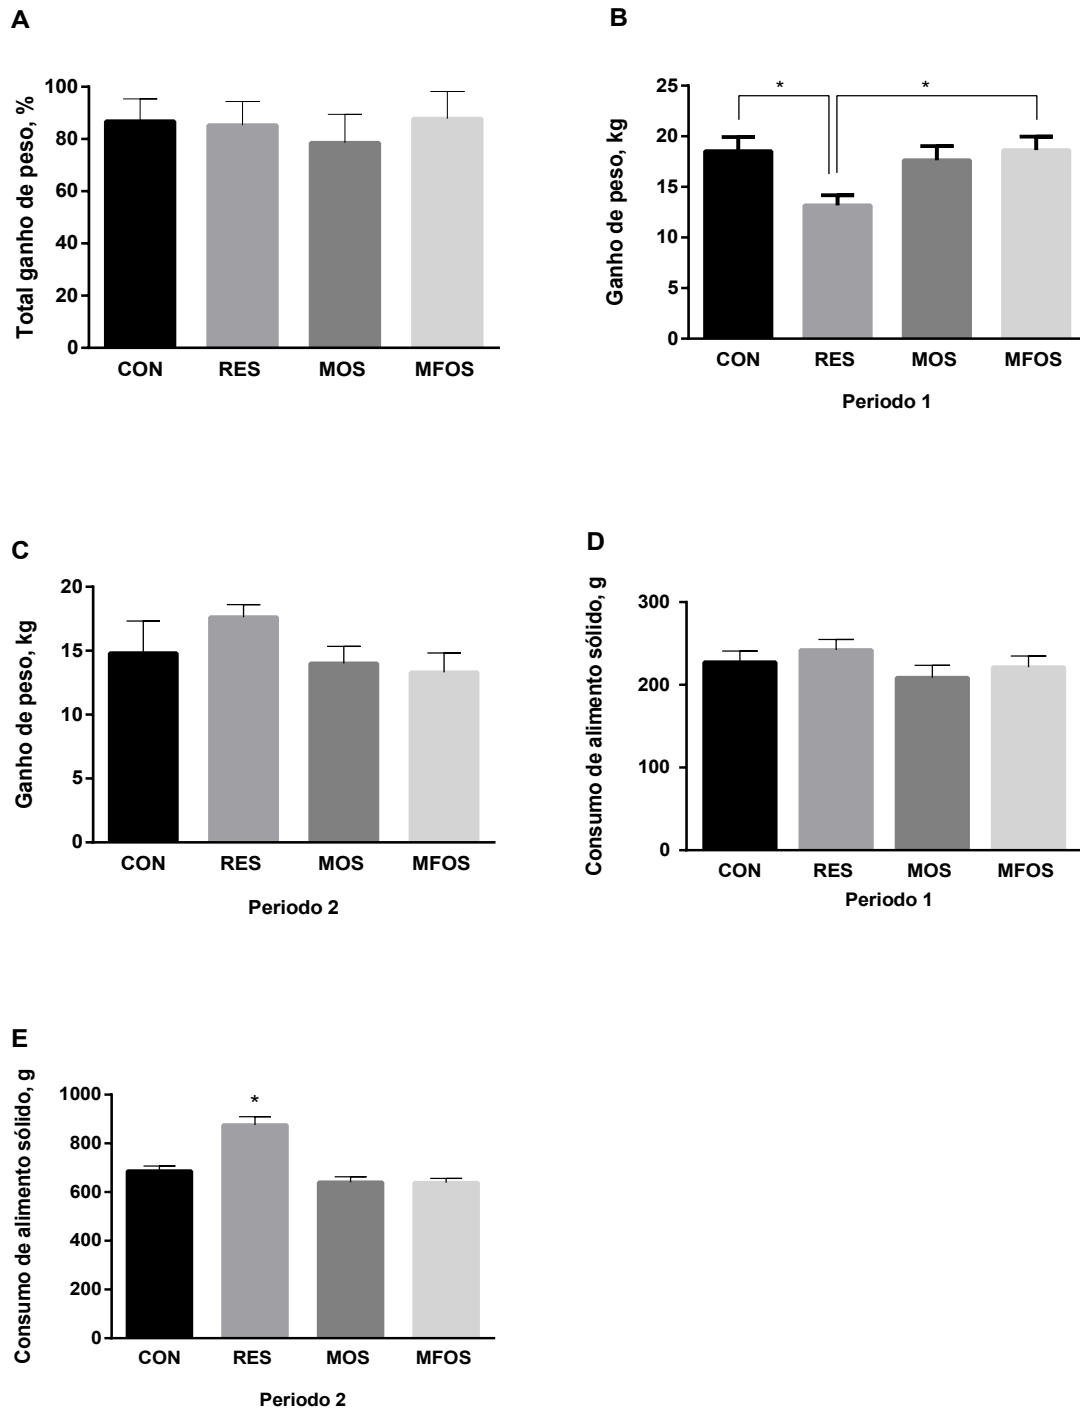 A
Total ganho de peso, %
100
80
60
40
20
0
CON RES MOS MFOS
B
Ganho de peso, kg
25
20
15
10
5
0
* *
CON RES MOS MFOS
Periodo 1
C
Ganho de peso, kg
20
15
10
5
0
CON RES MOS MFOS
Periodo 2
D
Consumo de alimento sólido, g
300
200
100
0
CON RES MOS MFOS
Periodo 1
E
Consumo de alimento sólido, g
1000
800
600
400
200
0
*
CON RES MOS MFOS
Periodo 2